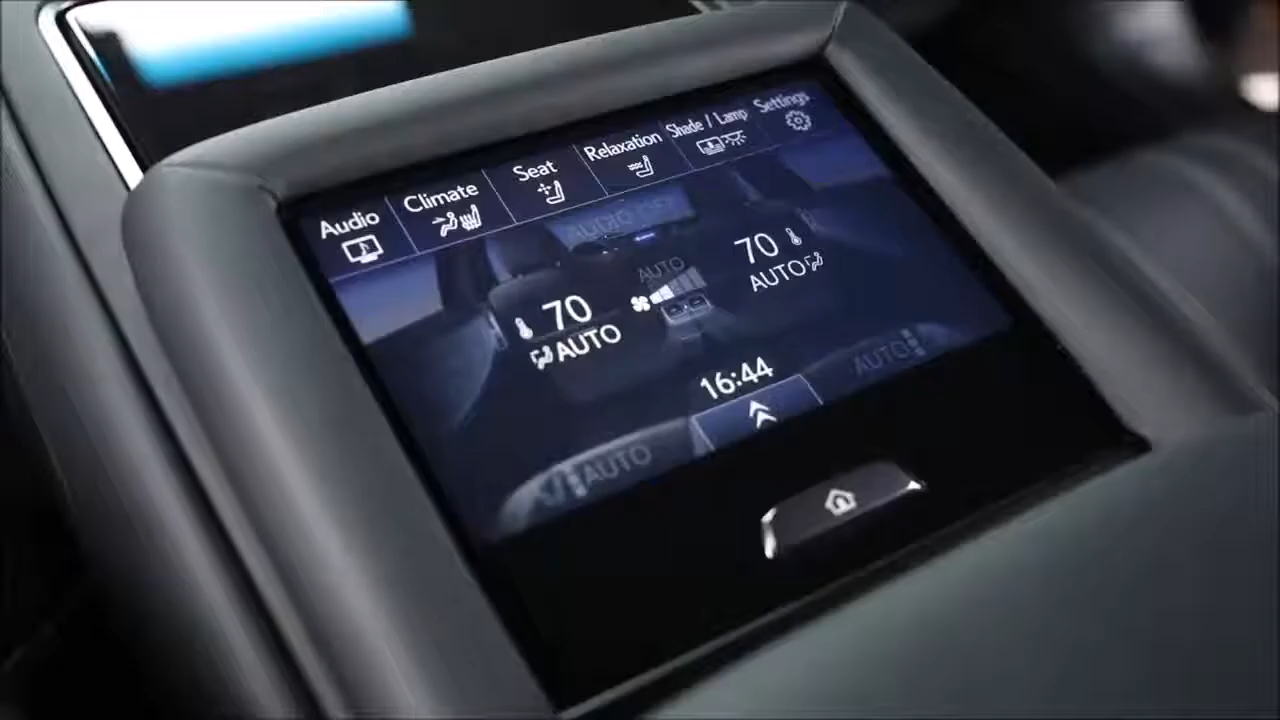 Audio
Climate
Seat
Relaxation
Shade / Lamp
Settings
AUTO
70
AUTO
70
AUTO
16:44
AUTO
AUTO